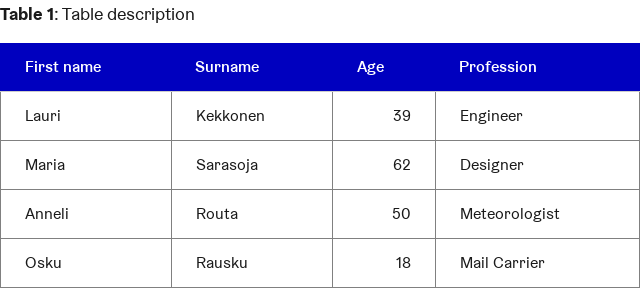 Table 1: Table description
First name Surname Age Profession
Lauri Kekkonen 39 Engineer
Maria Sarasoja 62 Designer
Anneli Routa 50 Meteorologist
Osku Rausku 18 Mail Carrier